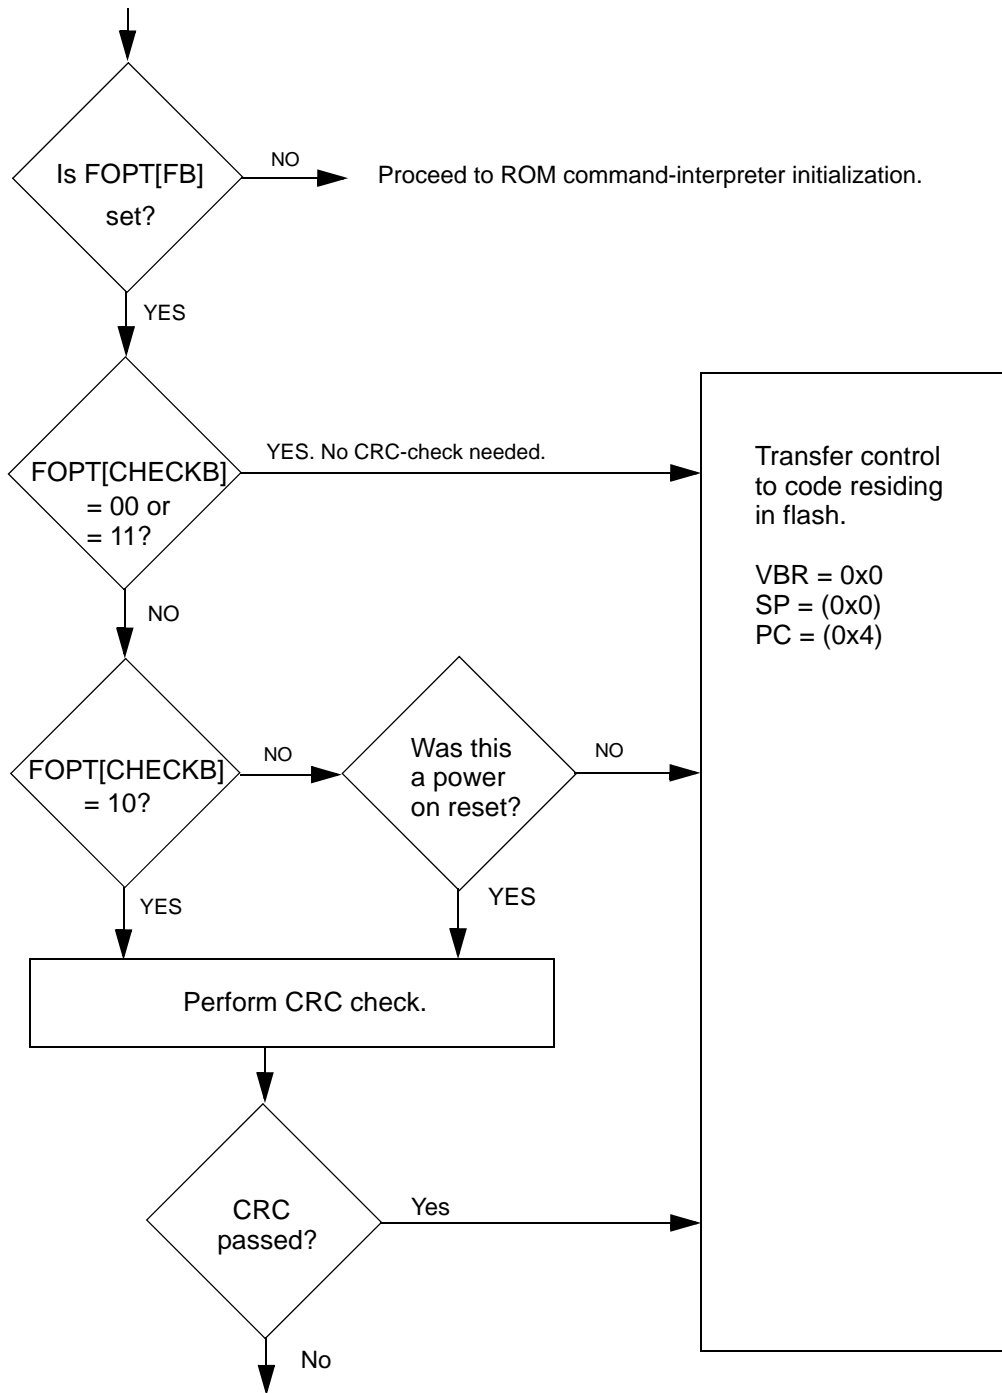 Is FOPT[FB]
set?
NO
Proceed to ROM command-interpreter initialization.
YES
FOPT[CHECKB]
= 00 or
= 11?
YES. No CRC-check needed.
Transfer control
to code residing
in flash.
VBR = 0x0
SP = (0x0)
PC = (0x4)
NO
FOPT[CHECKB]
= 10?
NO
Was this
a power
on reset?
NO
YES
YES
Perform CRC check.
CRC
passed?
Yes
No